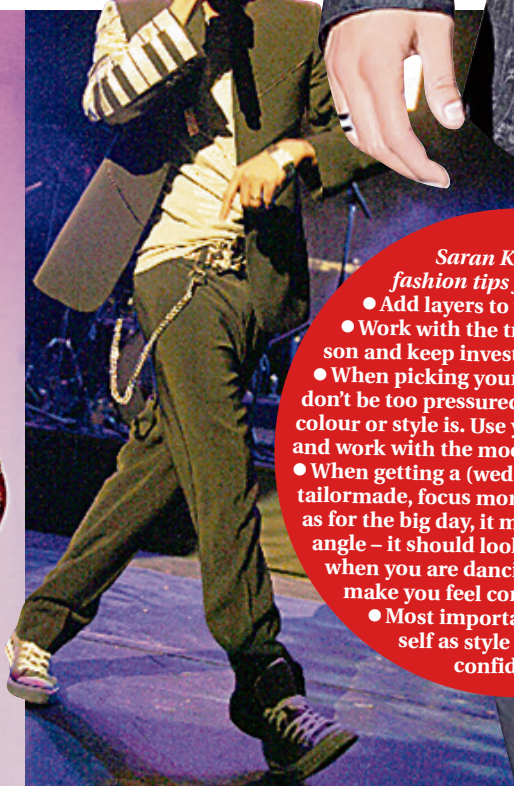 Saran K
fashion tips
● Add layers to
● Work with the tr
son and keep invest
● When picking your
don't be too pressured
colour or style is. Use y
and work with the mo
● When getting a (wed
tailormade, focus mor
as for the big day, it m
angle – it should look
when you are danci
make you feel con
● Most importa
self as style
confid